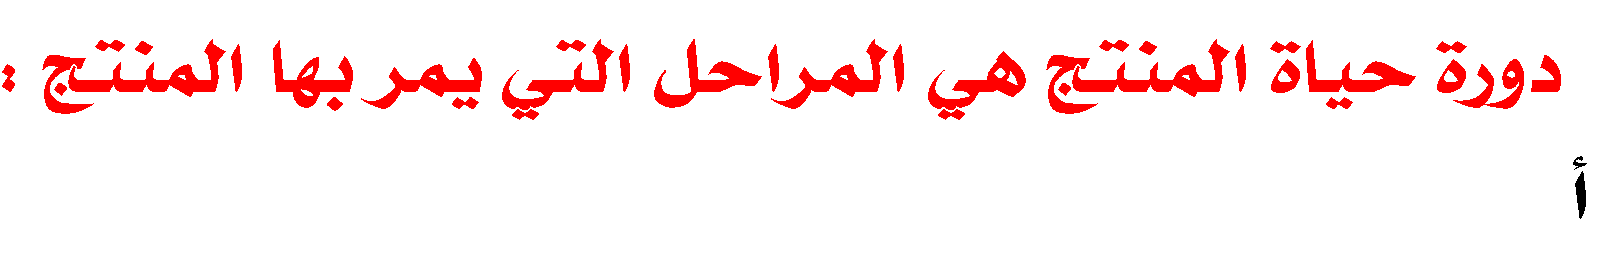 دورة حياة المنتج هي المراحل التي يمر بها المنتج :
أ